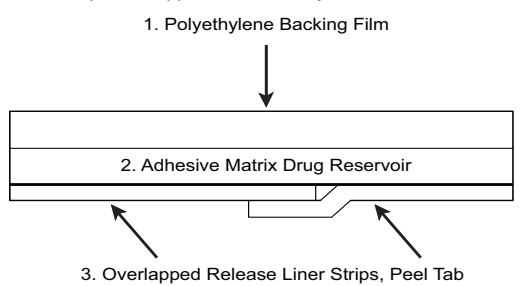 1. Polyethylene Backing Film
2. Adhesive Matrix Drug Reservoir
3. Overlapped Release Liner Strips, Peel Tab